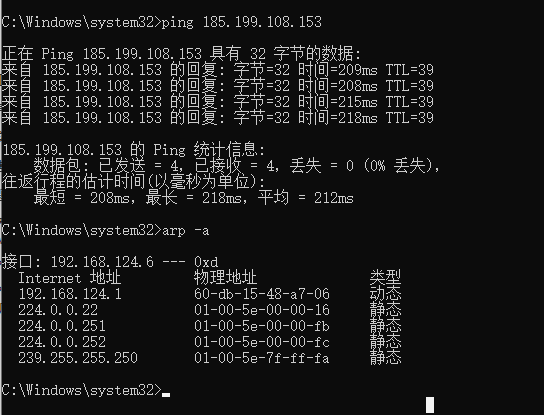 C:\Windows\system32>ping 185.199.108.153
正在 Ping 185.199.108.153 具有 32 字节的数据:
来自 185.199.108.153 的回复: 字节=32 时间=209ms TTL=39
来自 185.199.108.153 的回复: 字节=32 时间=208ms TTL=39
来自 185.199.108.153 的回复: 字节=32 时间=215ms TTL=39
来自 185.199.108.153 的回复: 字节=32 时间=218ms TTL=39
185.199.108.153 的 Ping 统计信息:
数据包: 已发送 = 4, 已接收 = 4, 丢失 = 0 (0% 丢失),
往返行程的估计时间(以毫秒为单位):
最短 = 208ms, 最长 = 218ms, 平均 = 212ms
C:\Windows\system32>arp -a
接口: 192.168.124.6 --- 0xd
Internet 地址 物理地址 类型
192.168.124.1 60-db-15-48-a7-06 动态
224.0.0.22 01-00-5e-00-00-16 静态
224.0.0.251 01-00-5e-00-00-fb 静态
224.0.0.252 01-00-5e-00-00-fc 静态
239.255.255.250 01-00-5e-7f-ff-fa 静态
C:\Windows\system32>